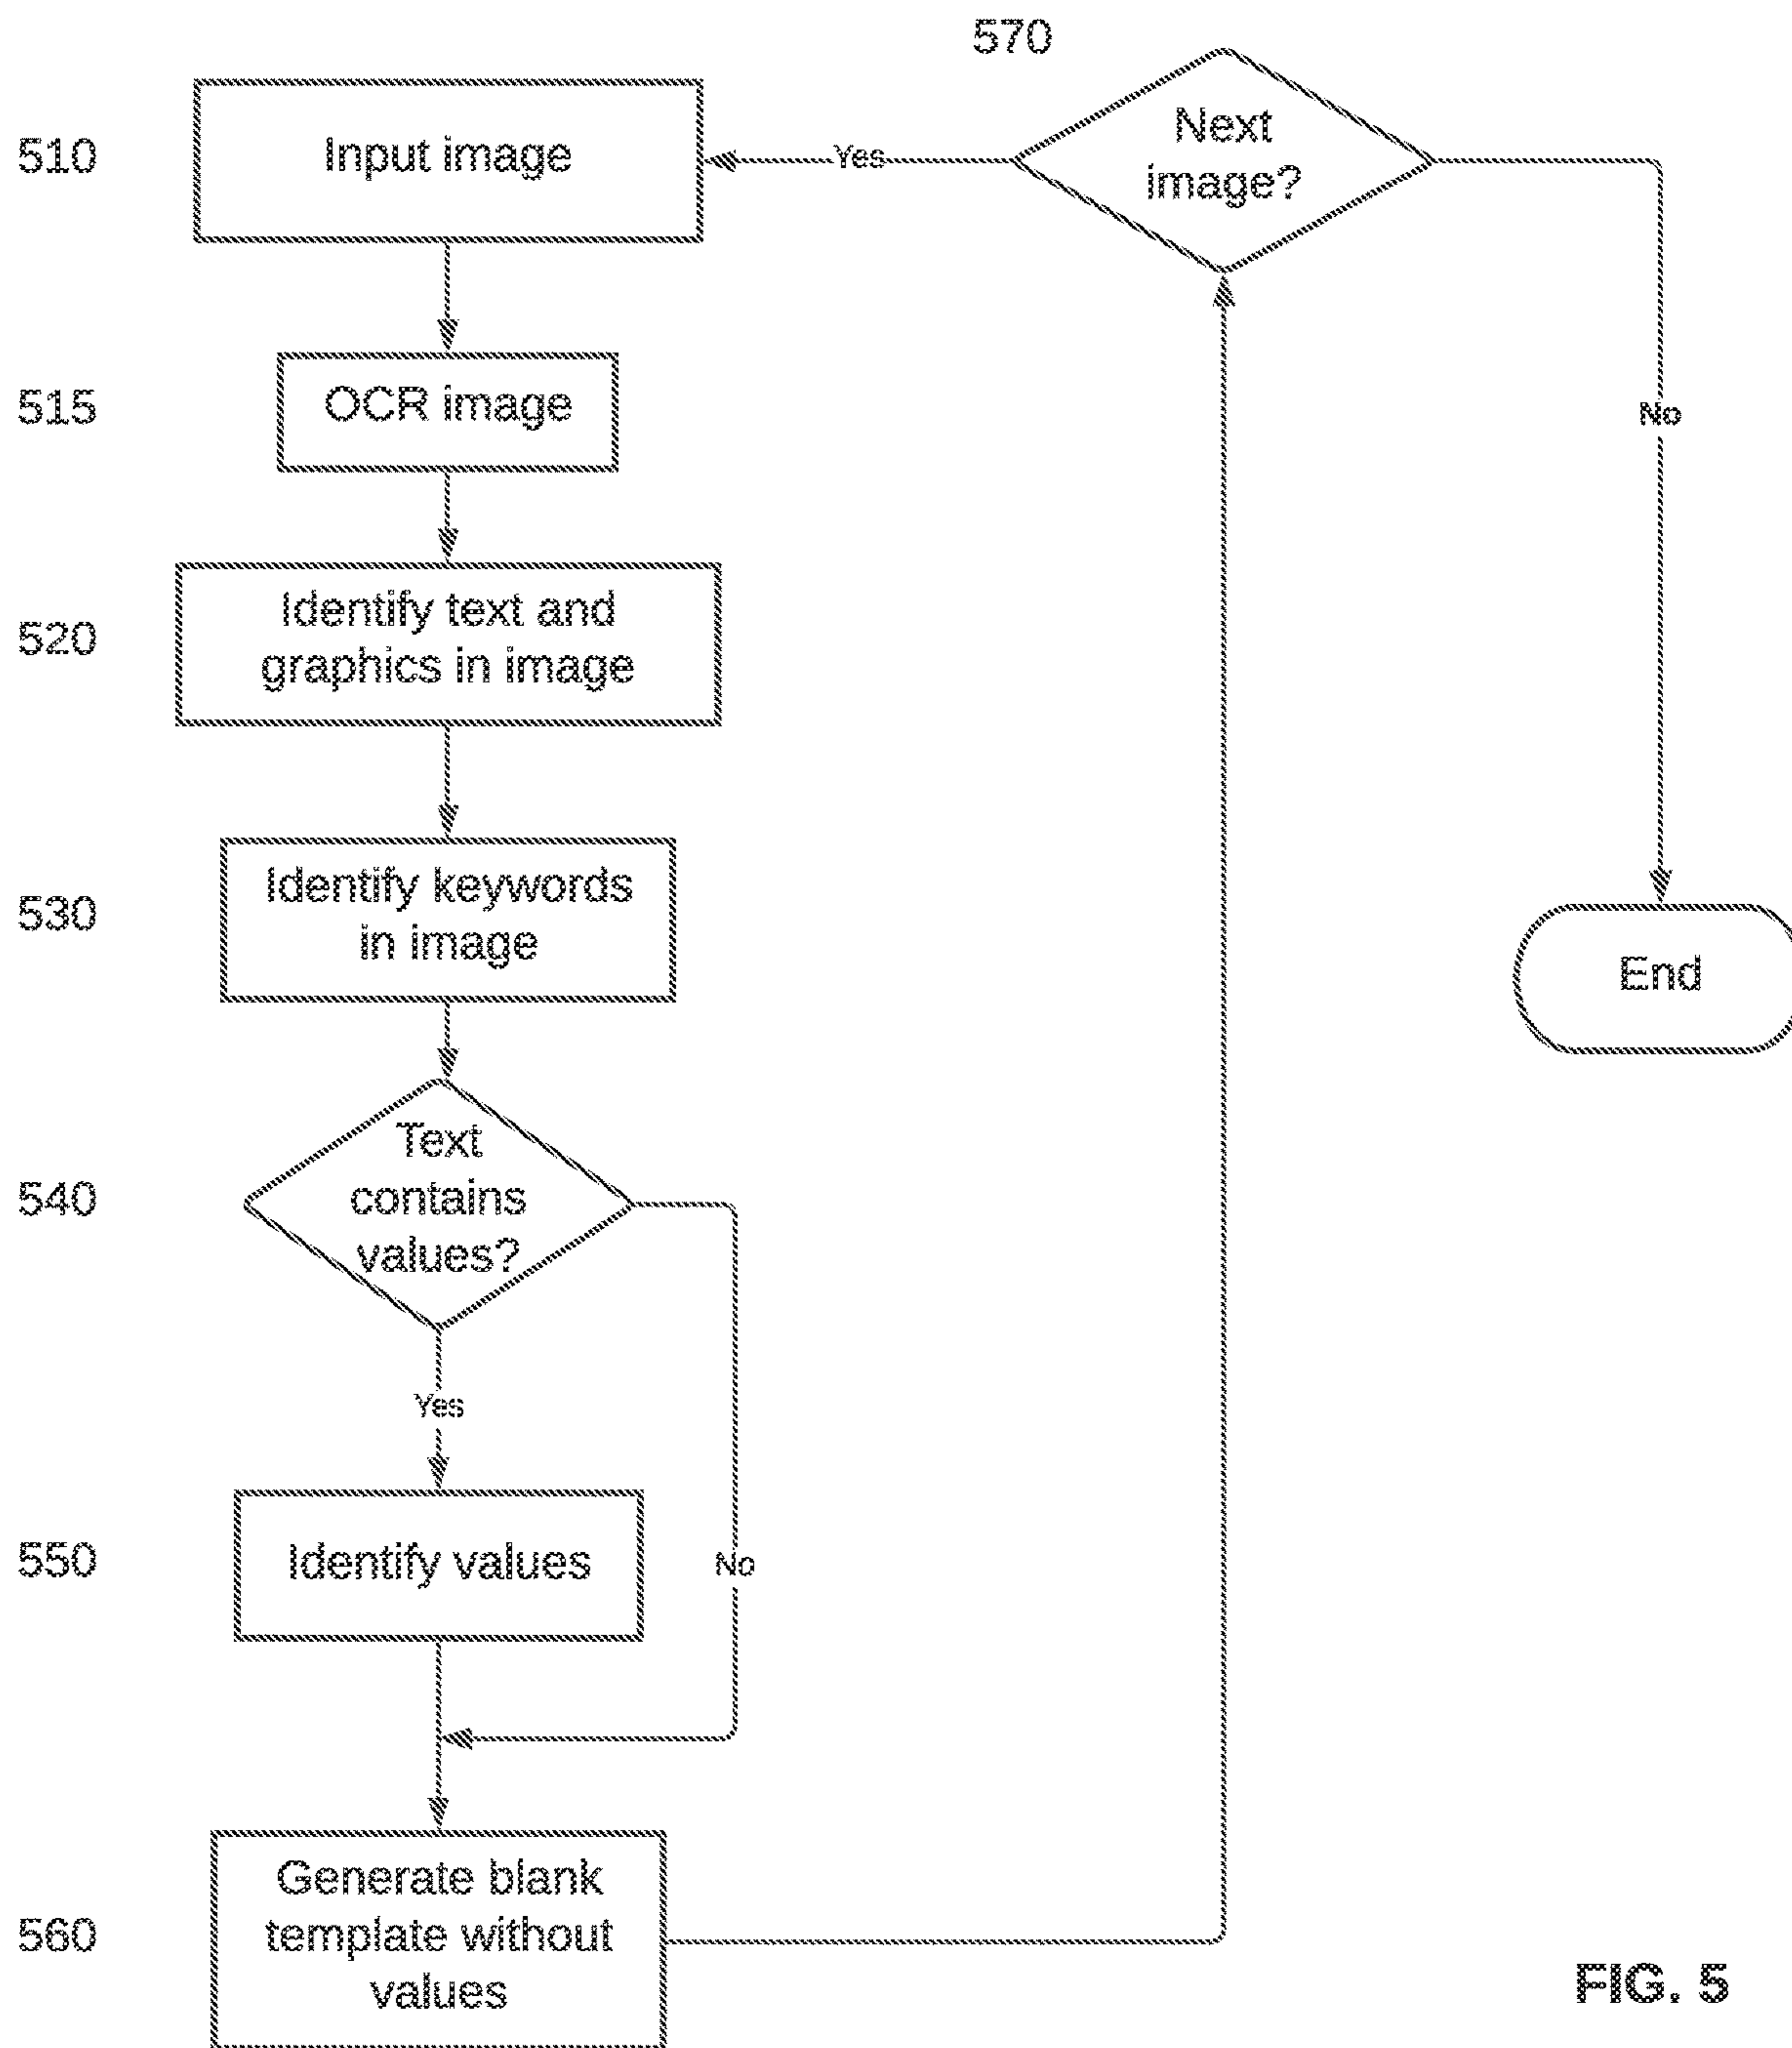 570
510
Input image
Yes
Next
image?
515
OCR image
No
520
Identify text and
graphics in image
530
Identify keywords
in image
End
540
Text
contains
values?
Yes
550
Identify values
No
560
Generate blank
template without
values
FIG. 5